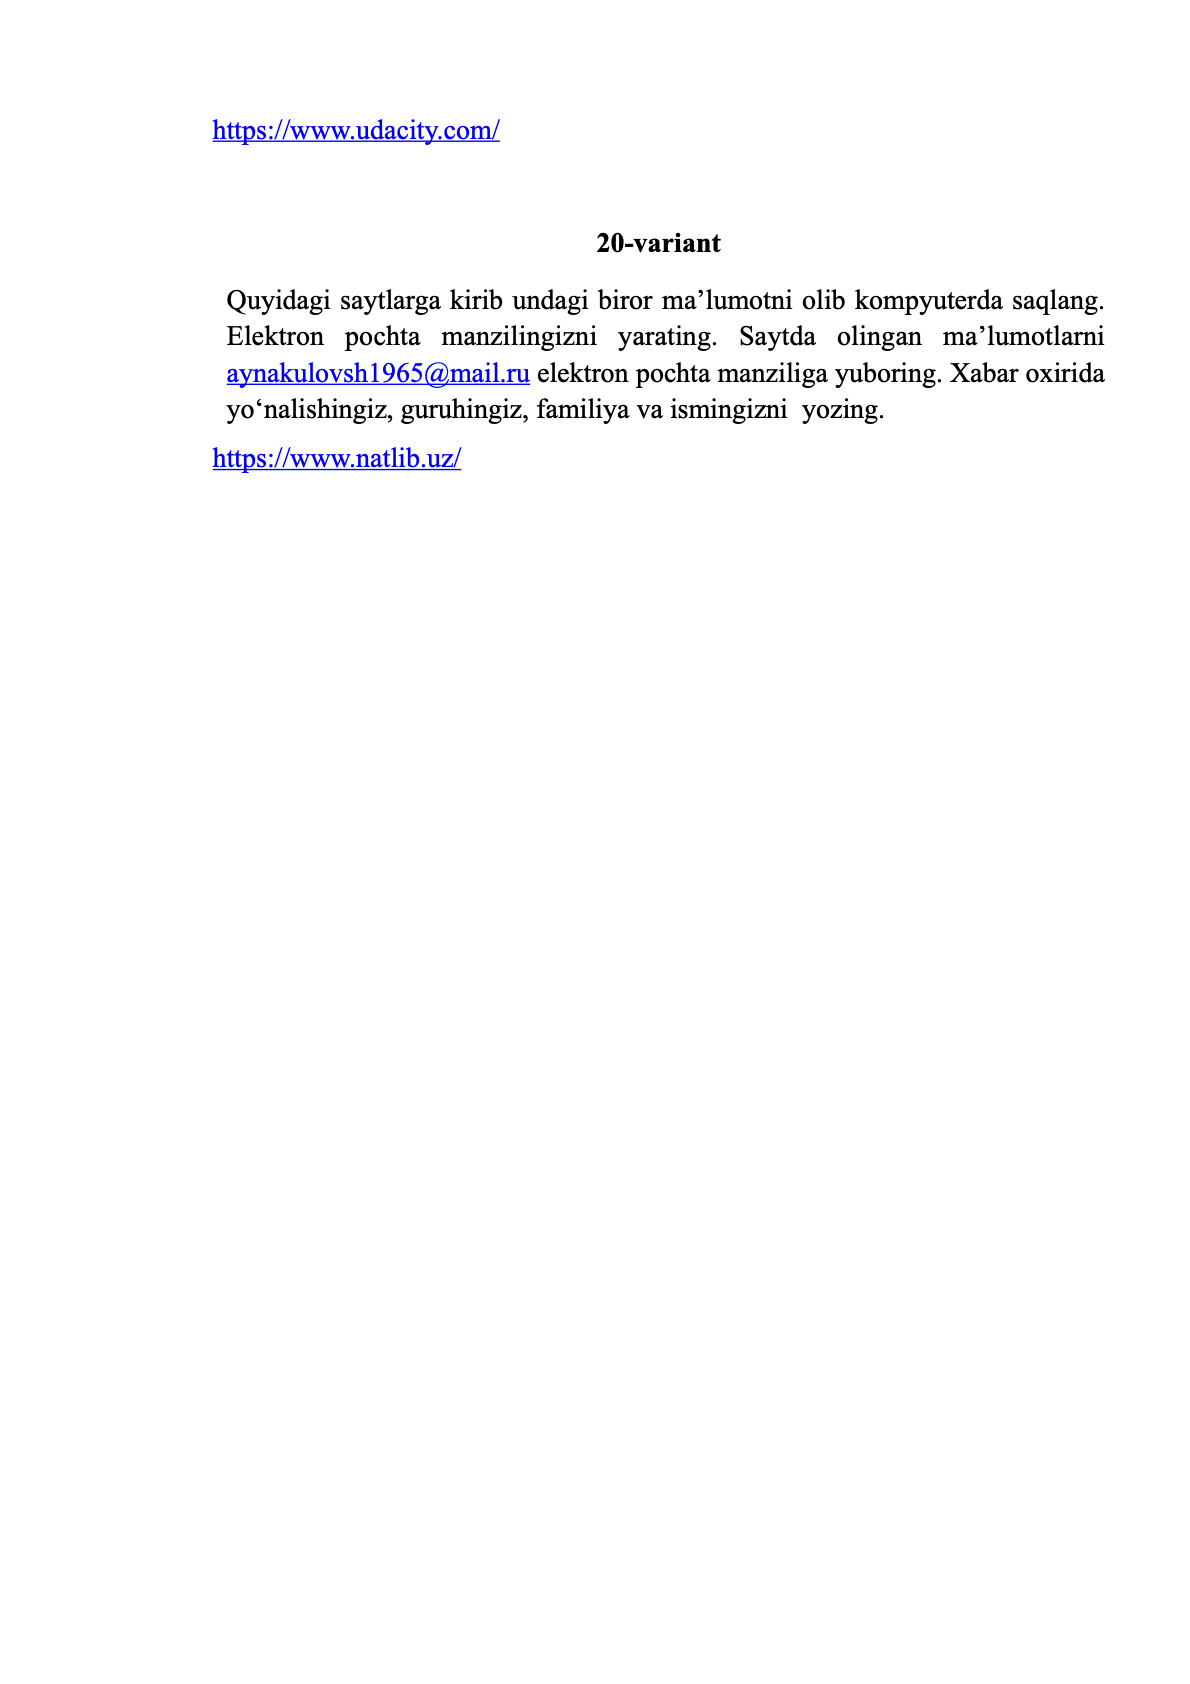 https://www.udacity.com/
20-variant
Quyidagi saytlarga kirib undagi biror ma’lumotni olib kompyuterda saqlang.
Elektron pochta manzilingizni yarating. Saytda olingan ma’lumotlarni
aynakulovsh1965@mail.ru elektron pochta manziliga yuboring. Xabar oxirida
yo‘nalishingiz, guruhingiz, familiya va ismingizni  yozing.
https://www.natlib.uz/